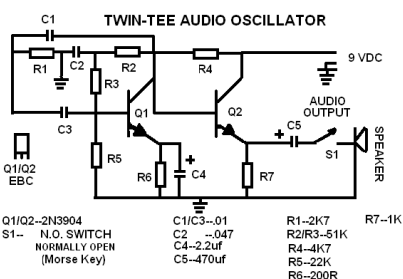 TWIN-TEE AUDIO OSCILLATOR
C1
R1
C2
R2
R4
9 VDC
R3
Q1
Q2
C3
AUDIO
OUTPUT
C5
+
S1
SPEAKER
Q1/Q2
EBC
R5
R6
+
C4
R7
Q1/Q2--2N3904
S1-- N.O. SWITCH
NORMALLY OPEN
(Morse Key)
C1/C3--.01
C2 --.047
C4--2.2uf
C5--470uf
R1--2K7
R2/R3--51K
R4--4K7
R5--22K
R6--200R
R7--1K